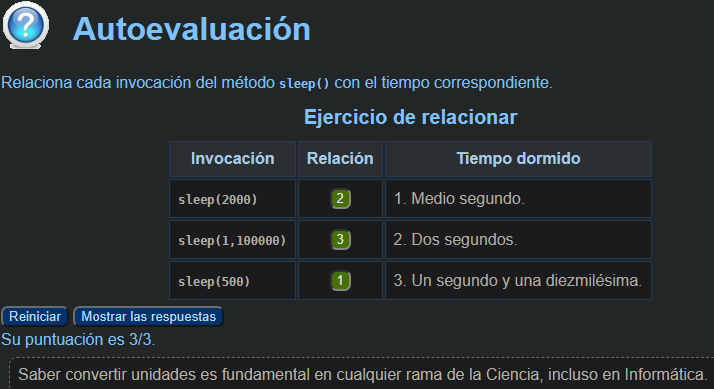 Autoevaluación
Relaciona cada invocación del método sleep() con el tiempo correspondiente.
Ejercicio de relacionar
Invocación Relación Tiempo dormido
sleep(2000) 2 1. Medio segundo.
sleep(1,100000) 3 2. Dos segundos.
sleep(500) 1 3. Un segundo y una diezmilésima.
Reiniciar Mostrar las respuestas
Su puntuación es 3/3.
Saber convertir unidades es fundamental en cualquier rama de la Ciencia, incluso en Informática.